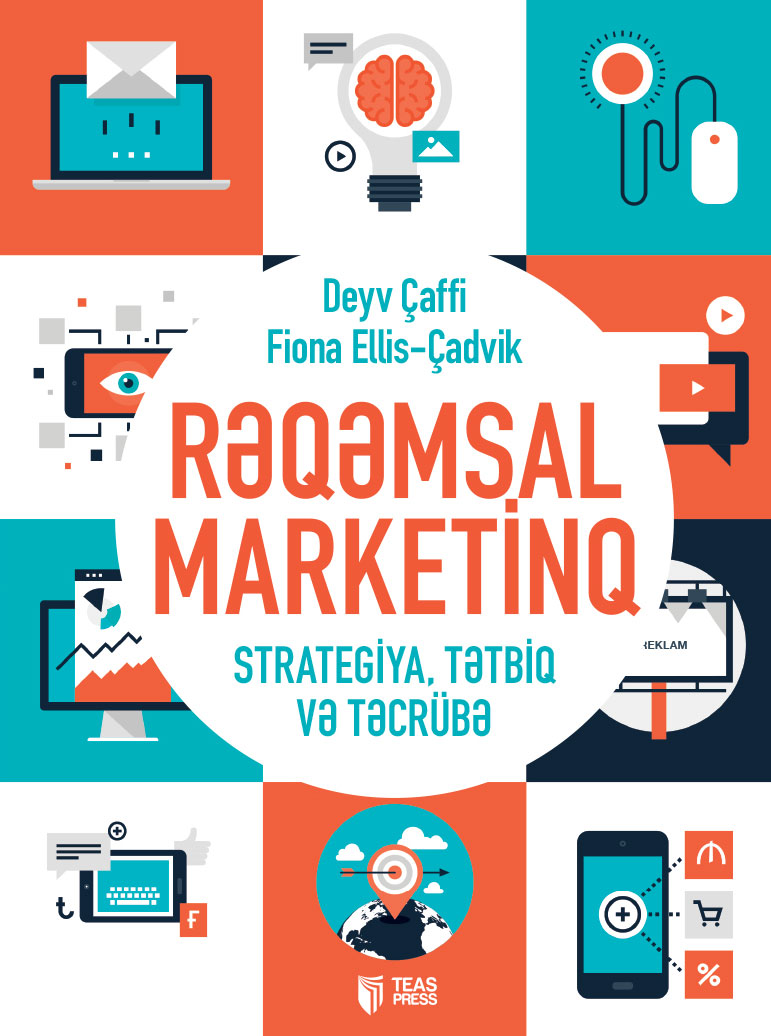 Deyv Çaffi
Fiona Ellis-Çadvik
RƏQƏMSAL
MARKETİNQ
STRATEGİYA, TƏTBİQ
VƏ TƏCRÜBƏ
REKLAM
t
F
₼
%
TEAS
PRESS